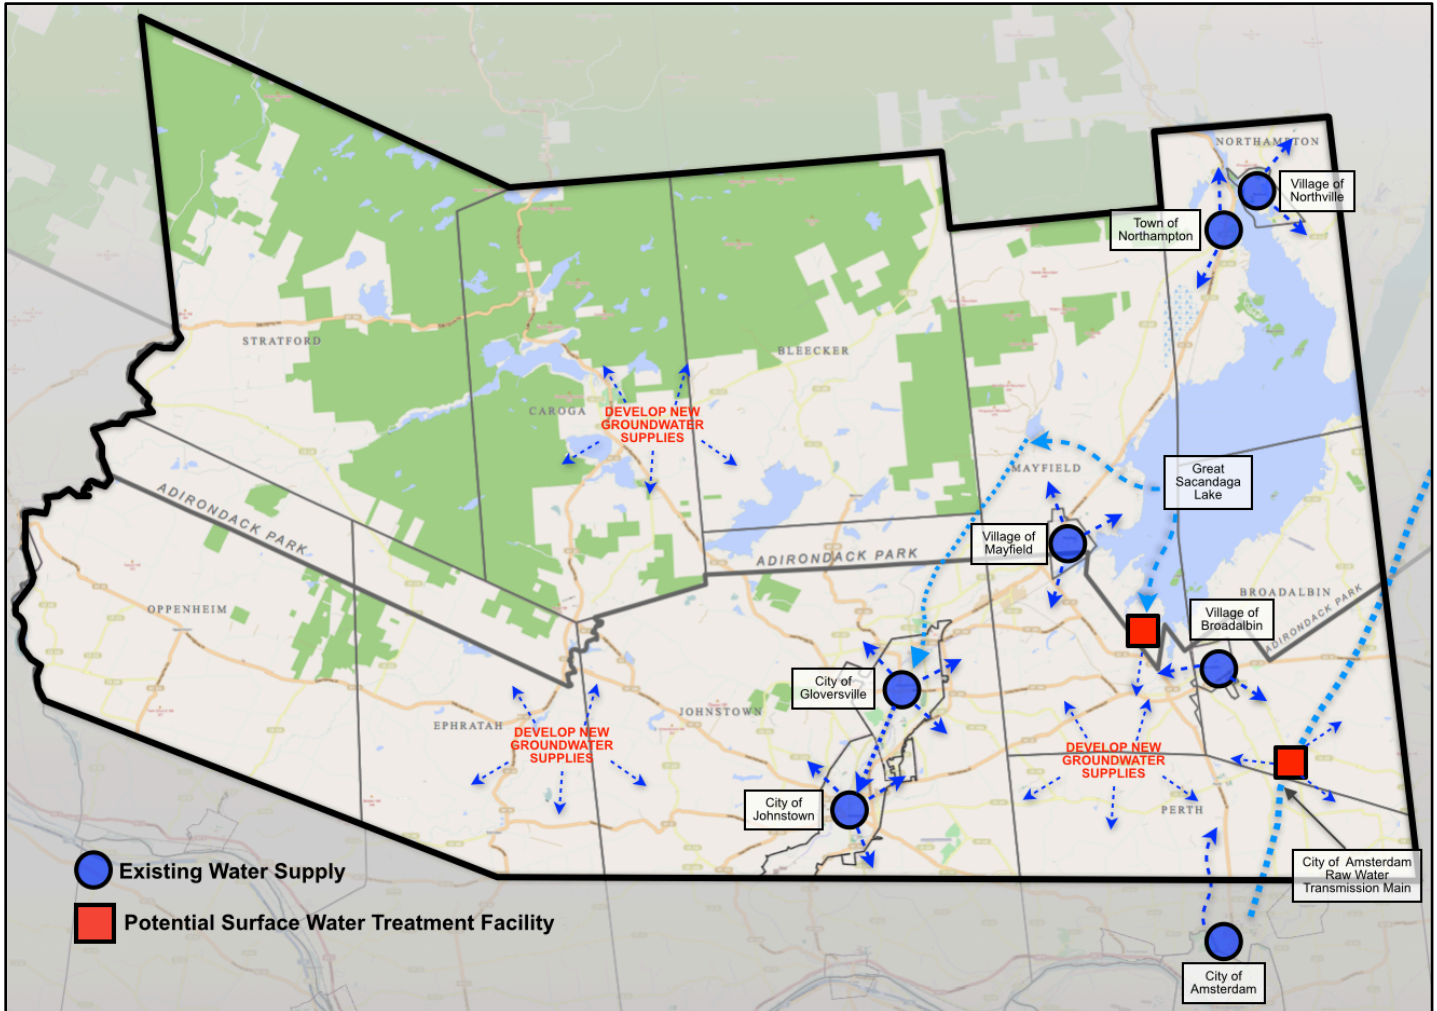 NORTHAMPTON
Village of
Northville
Town of
Northampton
STRATFORD
BLEECKER
CAROGA
DEVELOP NEW
GROUNDWATER
SUPPLIES
MAYFIELD
Great
Sacandaga
Lake
ADIRONDACK PARK
Village of
Mayfield
ADIRONDACK PARK
OPPENHEIM
BROADALBIN
Village of
Broadalbin
ADIRONDACK PARK
City of
Gloversville
EPHRATAH
JOHNSTOWN
DEVELOP NEW
GROUNDWATER
SUPPLIES
DEVELOP NEW
GROUNDWATER
SUPPLIES
City of
Johnstown
PERTH
Existing Water Supply
City of Amsterdam
Raw Water
Transmission Main
Potential Surface Water Treatment Facility
City of
Amsterdam